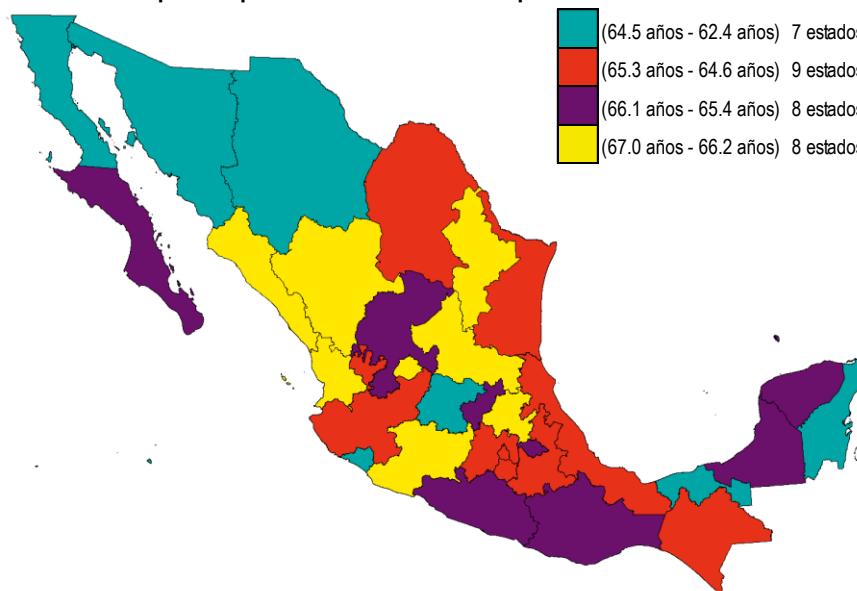 (64.5 años - 62.4 años) 7 estados
(65.3 años - 64.6 años) 9 estados
(66.1 años - 65.4 años) 8 estados
(67.0 años - 66.2 años) 8 estados